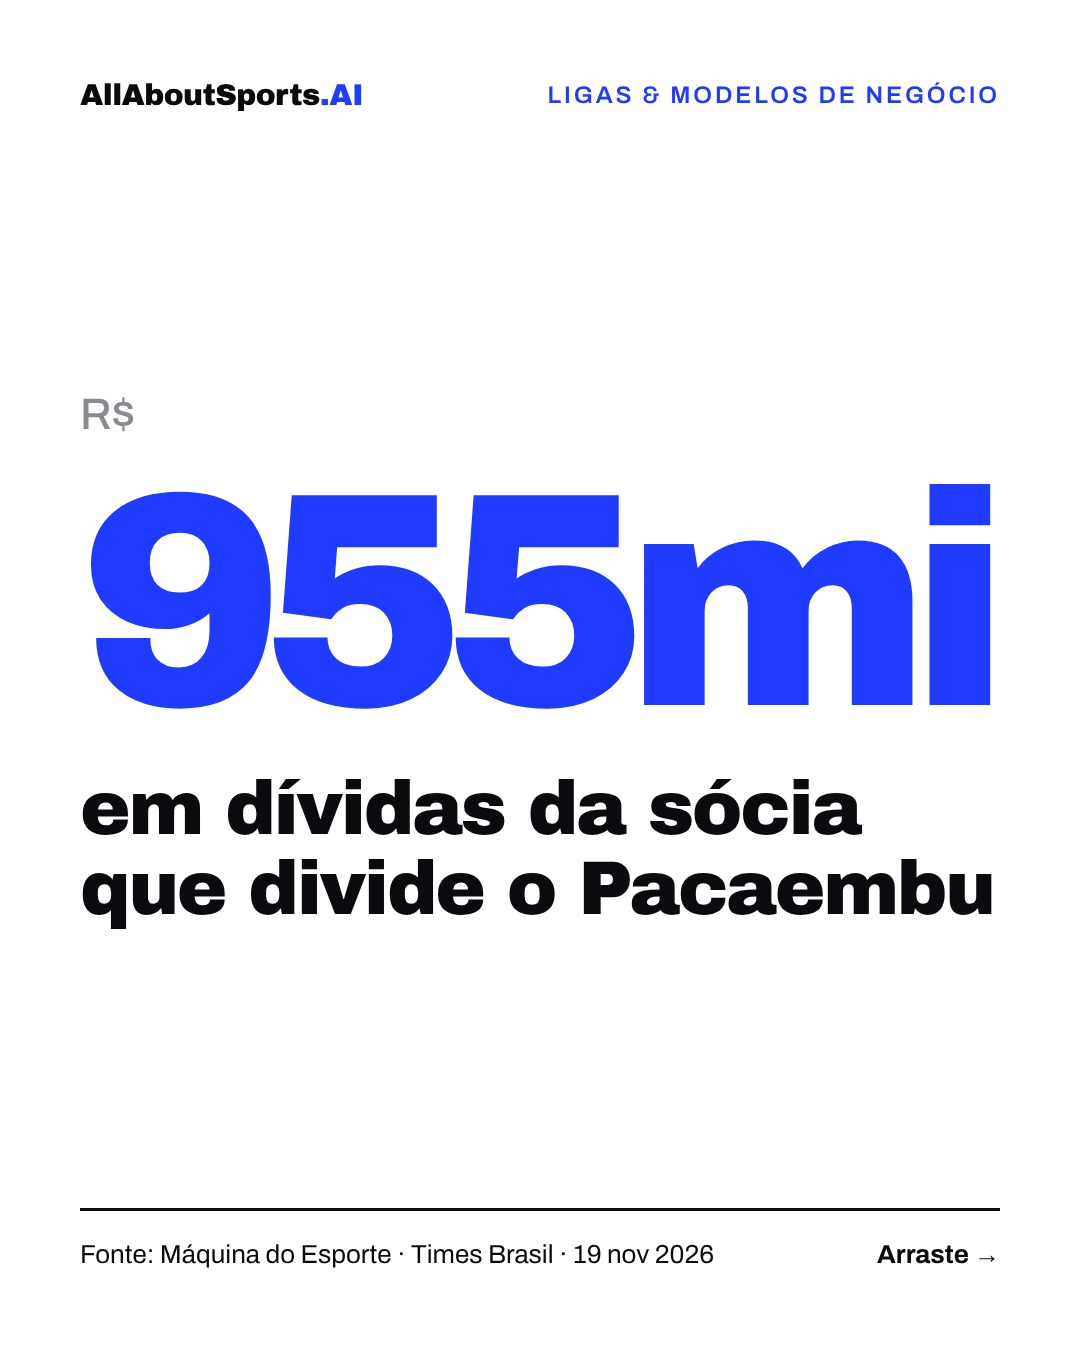 AllAboutSports.AI
LIGAS & MODELOS DE NEGÓCIO
R$
955mi
em dívidas da sócia
que divide o Pacaembu
Fonte: Máquina do Esporte · Times Brasil · 19 nov 2026
Arraste →